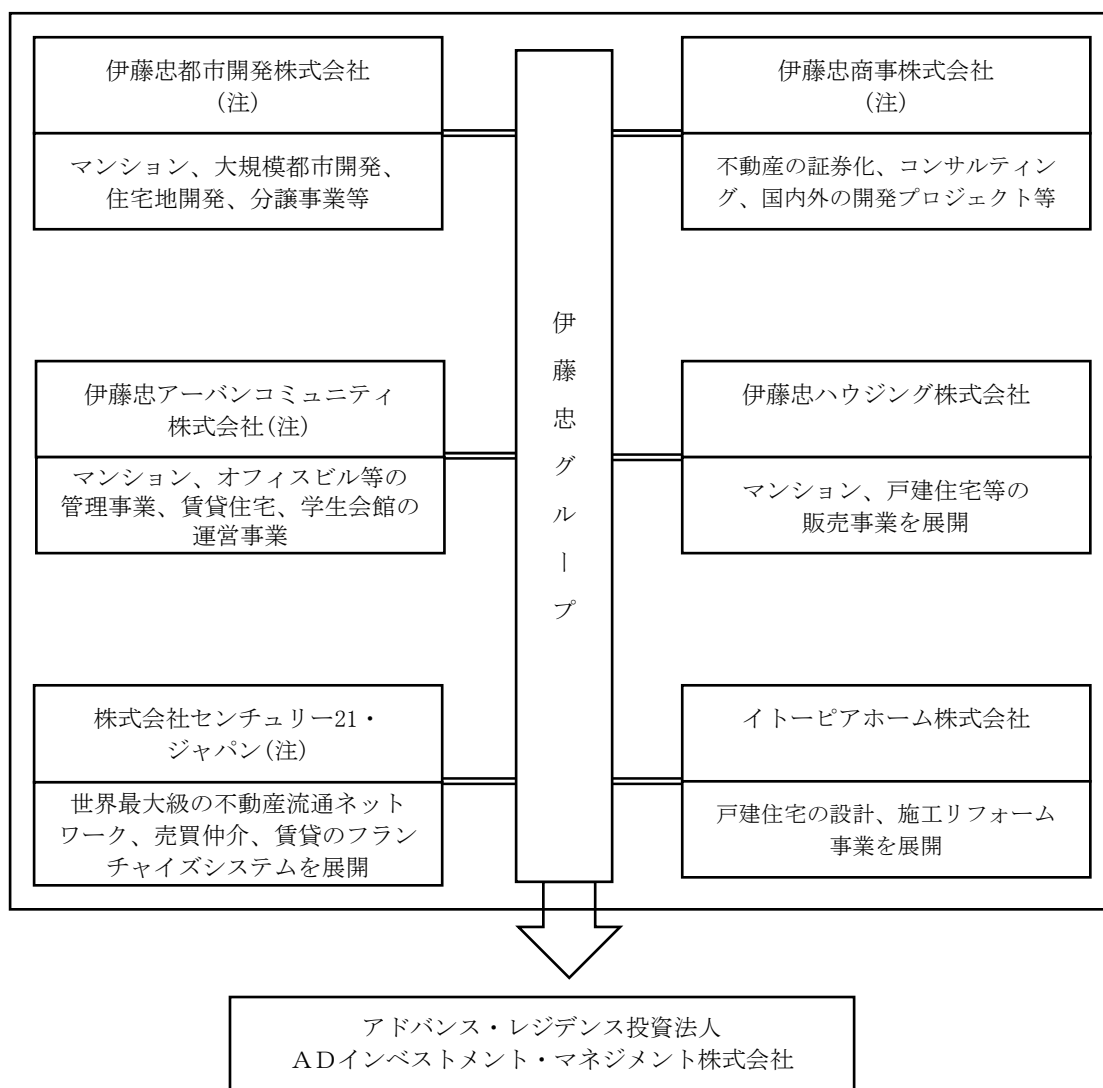 伊藤忠都市開発株式会社
(注)
マンション、大規模都市開発、
住宅地開発、分譲事業等
伊藤忠商事株式会社
(注)
不動産の証券化、コンサルティン
グ、国内外の開発プロジェクト等
伊藤忠グループ
伊藤忠アーバンコミュニティ
株式会社(注)
マンション、オフィスビル等の
管理事業、賃貸住宅、学生会館の
運営事業
伊藤忠ハウジング株式会社
マンション、戸建住宅等の
販売事業を展開
株式会社センチュリー21・
ジャパン(注)
世界最大級の不動産流通ネット
ワーク、売買仲介、賃貸のフラン
チャイズシステムを展開
イトーピアホーム株式会社
戸建住宅の設計、施工リフォーム
事業を展開
アドバンス・レジデンス投資法人
ADインベストメント・マネジメント株式会社